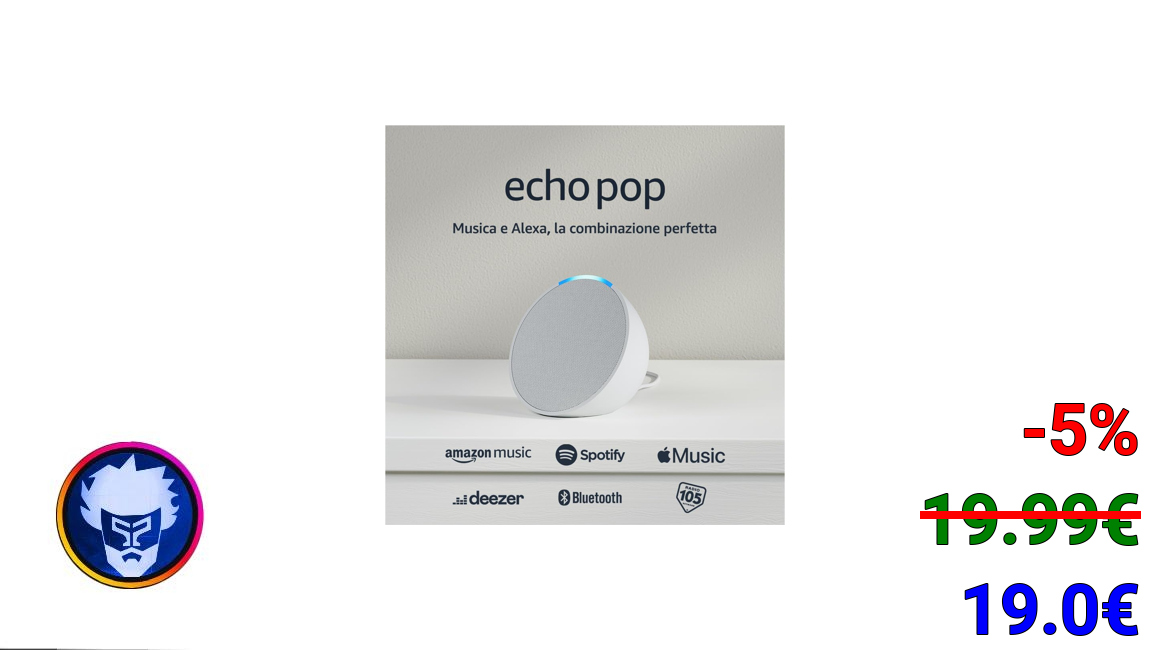 echo pop
Musica e Alexa, la combinazione perfetta
amazon music
Spotify
Music
deezer
Bluetooth
RADIO
105
-5%
19.99€
19.0€